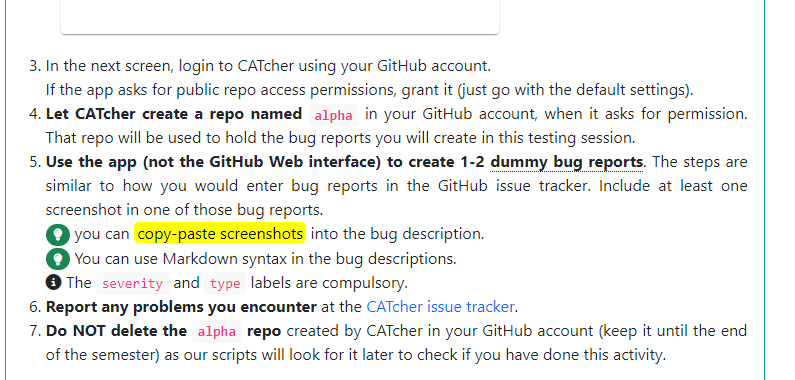 3. In the next screen, login to CATcher using your GitHub account.
If the app asks for public repo access permissions, grant it (just go with the default settings).
4. Let CATcher create a repo named alpha in your GitHub account, when it asks for permission.
That repo will be used to hold the bug reports you will create in this testing session.
5. Use the app (not the GitHub Web interface) to create 1-2 dummy bug reports. The steps are
similar to how you would enter bug reports in the GitHub issue tracker. Include at least one
screenshot in one of those bug reports.
you can copy-paste screenshots into the bug description.
You can use Markdown syntax in the bug descriptions.
The severity and type labels are compulsory.
6. Report any problems you encounter at the CATcher issue tracker.
7. Do NOT delete the alpha repo created by CATcher in your GitHub account (keep it until the end
of the semester) as our scripts will look for it later to check if you have done this activity.